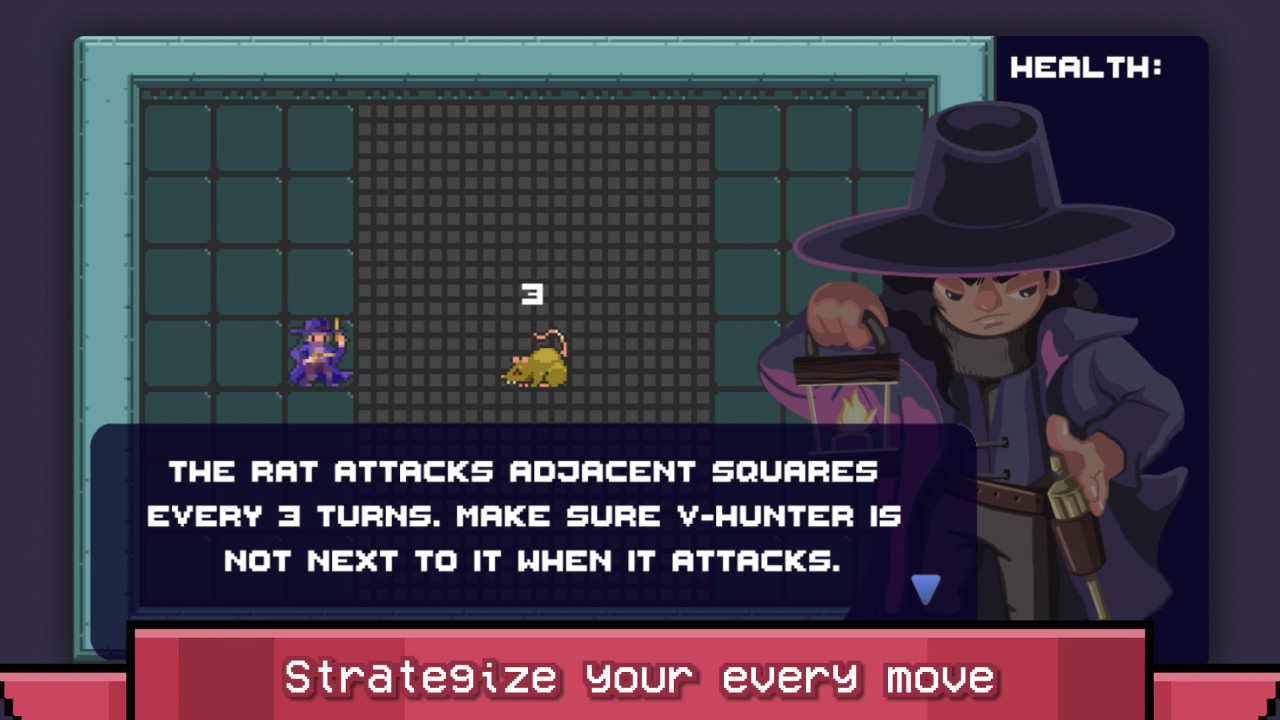 HEALTH:
3
THE RAT ATTACKS ADJACENT SQUARES
EVERY 3 TURNS. MAKE SURE V-HUNTER IS
NOT NEXT TO IT WHEN IT ATTACKS.
Strategize your every move